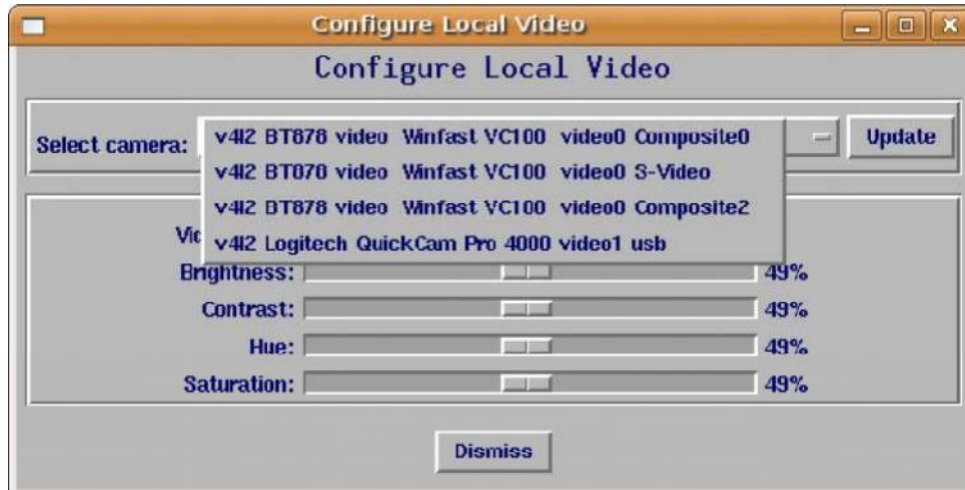 Configure Local Video
Configure Local Video
Select camera:
v4l2 BT878 video Winfast VC100 video0 Composite0
Update
v4l2 BT878 video Winfast VC100 video0 S-Video
v4l2 BT878 video Winfast VC100 video0 Composite2
v4l2 Logitech QuickCam Pro 4000 video1 usb
Brightness: 49%
Contrast: 49%
Hue: 49%
Saturation: 49%
Dismiss